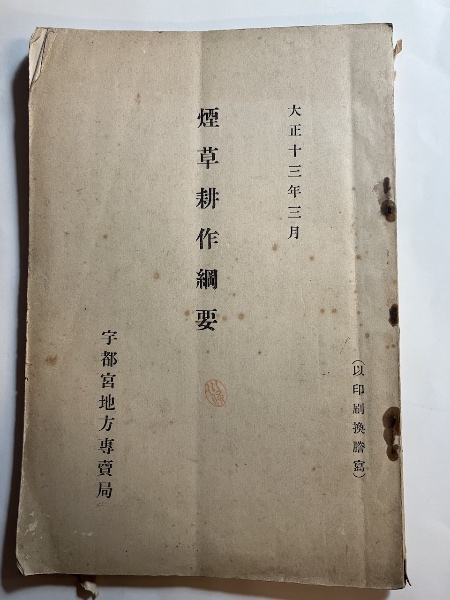 大正十三年三月
煙草耕作綱要
（以印刷換謄寫）
宇都宮地方專賣局